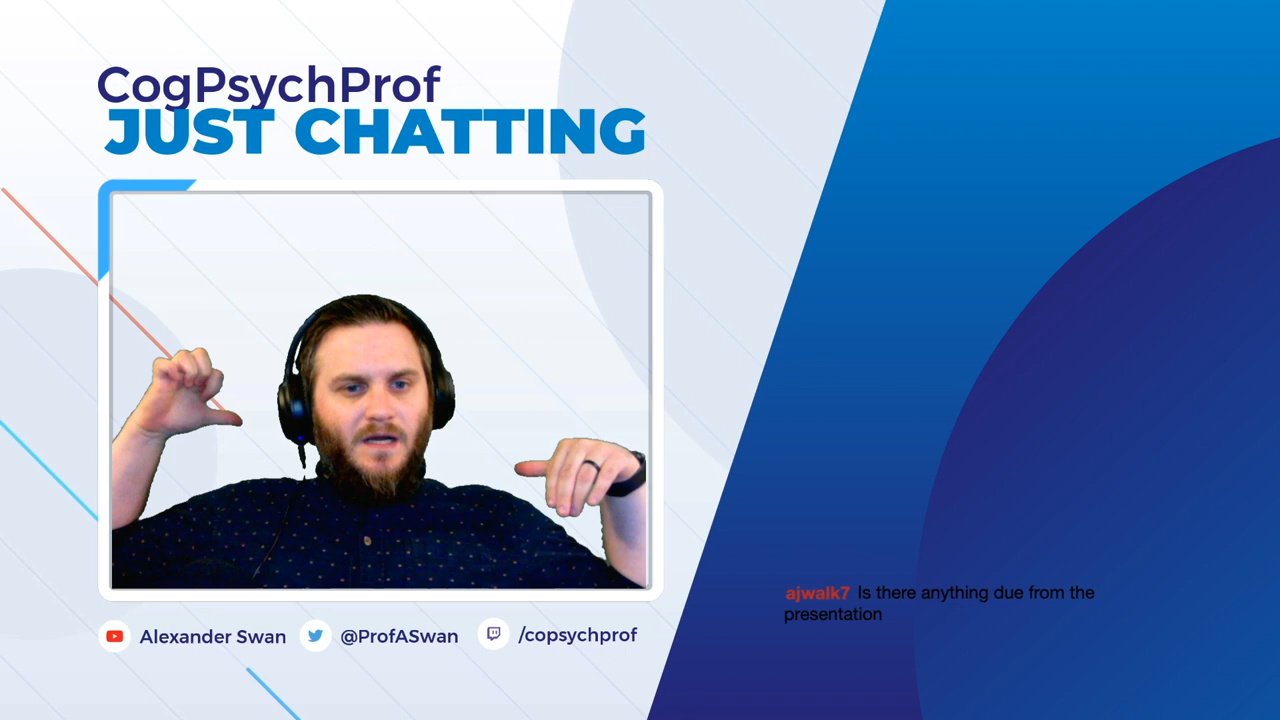 CogPsychProf
JUST CHATTING
Alexander Swan @ProfASwan /copsychprof
ajwalk7 Is there anything due from the
presentation